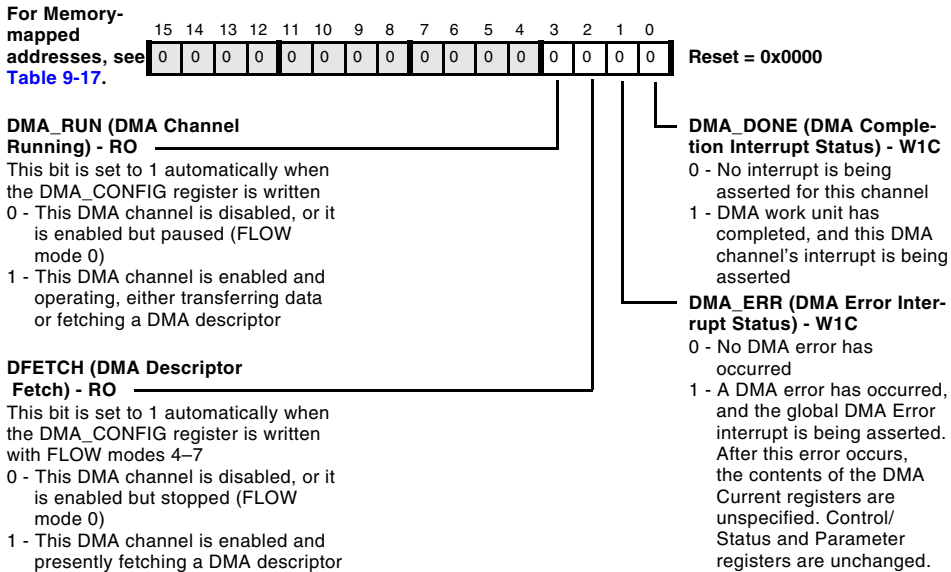 For Memory-
mapped
addresses, see
Table 9-17.
15 14 13 12 11 10 9 8 7 6 5 4 3 2 1 0
0 0 0 0 0 0 0 0 0 0 0 0 0 0 0 0
Reset = 0x0000
DMA_RUN (DMA Channel
Running) - RO
This bit is set to 1 automatically when
the DMA_CONFIG register is written
0 - This DMA channel is disabled, or it
is enabled but paused (FLOW
mode 0)
1 - This DMA channel is enabled and
operating, either transferring data
or fetching a DMA descriptor
DFETCH (DMA Descriptor
Fetch) - RO
This bit is set to 1 automatically when
the DMA_CONFIG register is written
with FLOW modes 4–7
0 - This DMA channel is disabled, or it
is enabled but stopped (FLOW
mode 0)
1 - This DMA channel is enabled and
presently fetching a DMA descriptor
DMA_DONE (DMA Comple-
tion Interrupt Status) - W1C
0 - No interrupt is being
asserted for this channel
1 - DMA work unit has
completed, and this DMA
channel's interrupt is being
asserted
DMA_ERR (DMA Error Inter-
rupt Status) - W1C
0 - No DMA error has
occurred
1 - A DMA error has occurred,
and the global DMA Error
interrupt is being asserted.
After this error occurs,
the contents of the DMA
Current registers are
unspecified. Control/
Status and Parameter
registers are unchanged.